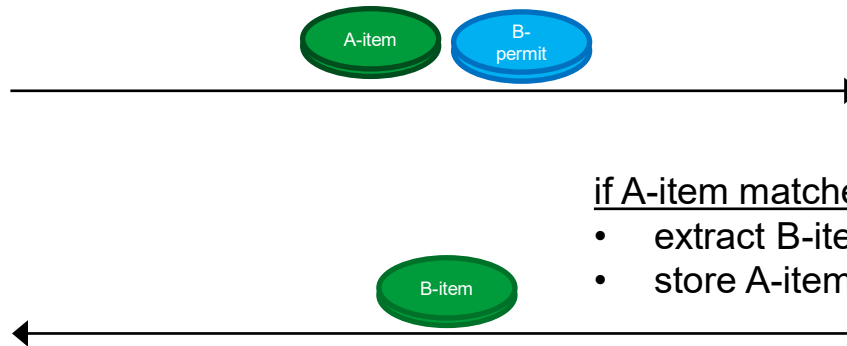 A-item
B-
permit
if A-item matche
• extract B-ite
• store A-item
B-item